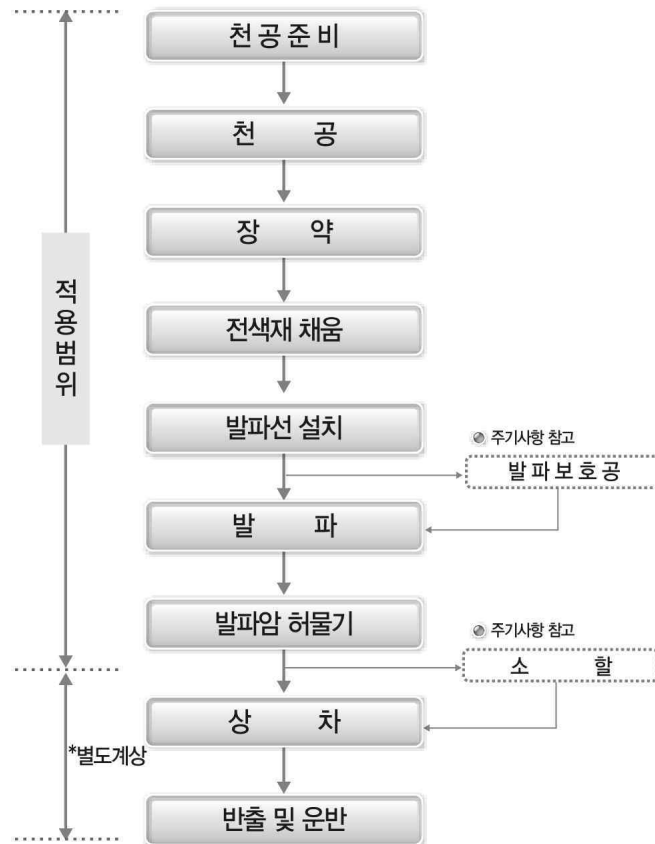 천공준비
천 공
장 약
적용범위
전색재 채움
발파선 설치
주기사항 참고
발파보호공
발 파
발파암 허물기
주기사항 참고
소 할
상 차
*별도계상
반출 및 운반